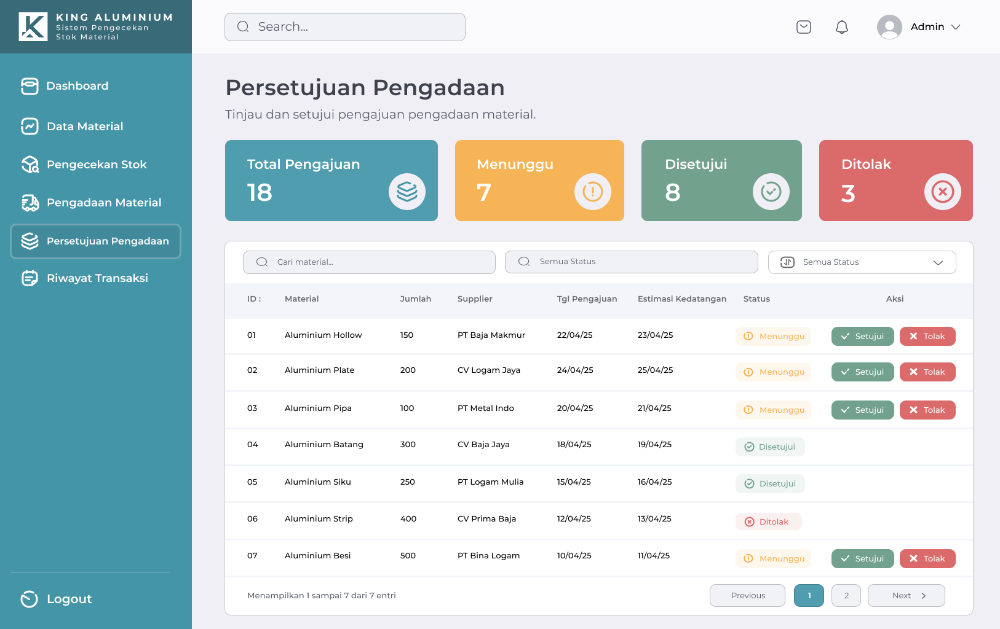 KING ALUMINIUM
Sistem Pengecekan
Stok Material
Search...
Admin
Dashboard
Data Material
Pengecekan Stok
Pengadaan Material
Persetujuan Pengadaan
Riwayat Transaksi
Logout
Persetujuan Pengadaan
Tinjau dan setujui pengajuan pengadaan material.
Total Pengajuan
18
Menunggu
7
Disetujui
8
Ditolak
3
Cari material...
Semua Status
Semua Status
ID : Material Jumlah Supplier Tgl Pengajuan Estimasi Kedatangan Status Aksi
01 Aluminium Hollow 150 PT Baja Makmur 22/04/25 23/04/25 Menunggu Setujui Tolak
02 Aluminium Plate 200 CV Logam Jaya 24/04/25 25/04/25 Menunggu Setujui Tolak
03 Aluminium Pipa 100 PT Metal Indo 20/04/25 21/04/25 Menunggu Setujui Tolak
04 Aluminium Batang 300 CV Baja Jaya 18/04/25 19/04/25 Disetujui
05 Aluminium Siku 250 PT Logam Mulia 15/04/25 16/04/25 Disetujui
06 Aluminium Strip 400 CV Prima Baja 12/04/25 13/04/25 Ditolak
07 Aluminium Besi 500 PT Bina Logam 10/04/25 11/04/25 Menunggu Setujui Tolak
Menampilkan 1 sampai 7 dari 7 entri
Previous 1 2 Next